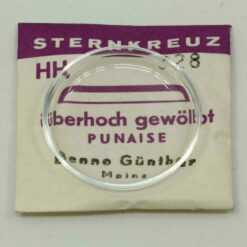 STERNKREUZ
HH 328
überhoch gewölbt
PUNAISE
Benno Günther
Mainz